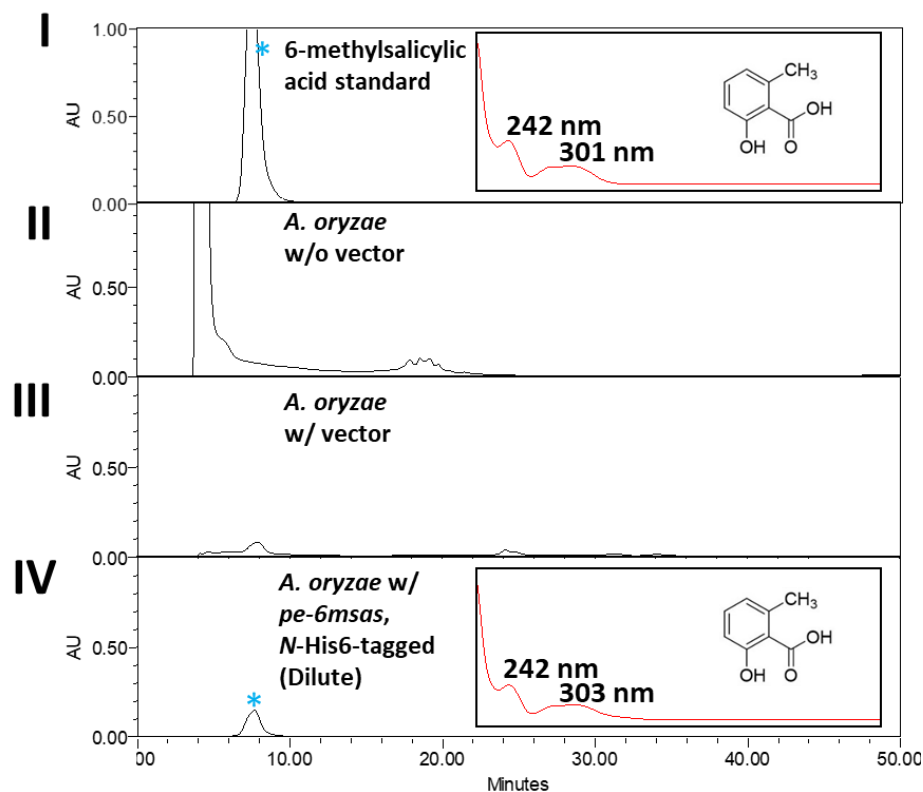 I
1.00
0.50
AU
* 6-methylsalicylic
acid standard
242 nm
301 nm
CH₃
OH
OH
O
II
0.00
0.50
AU
A. oryzae
w/o vector
0.00
III
0.50
AU
A. oryzae
w/ vector
0.00
IV
0.50
AU
A. oryzae w/
pe-6msas,
N-His6-tagged
(Dilute)
*
242 nm
303 nm
CH₃
OH
OH
O
0.00
00 10.00 20.00 30.00 40.00 50.00
Minutes